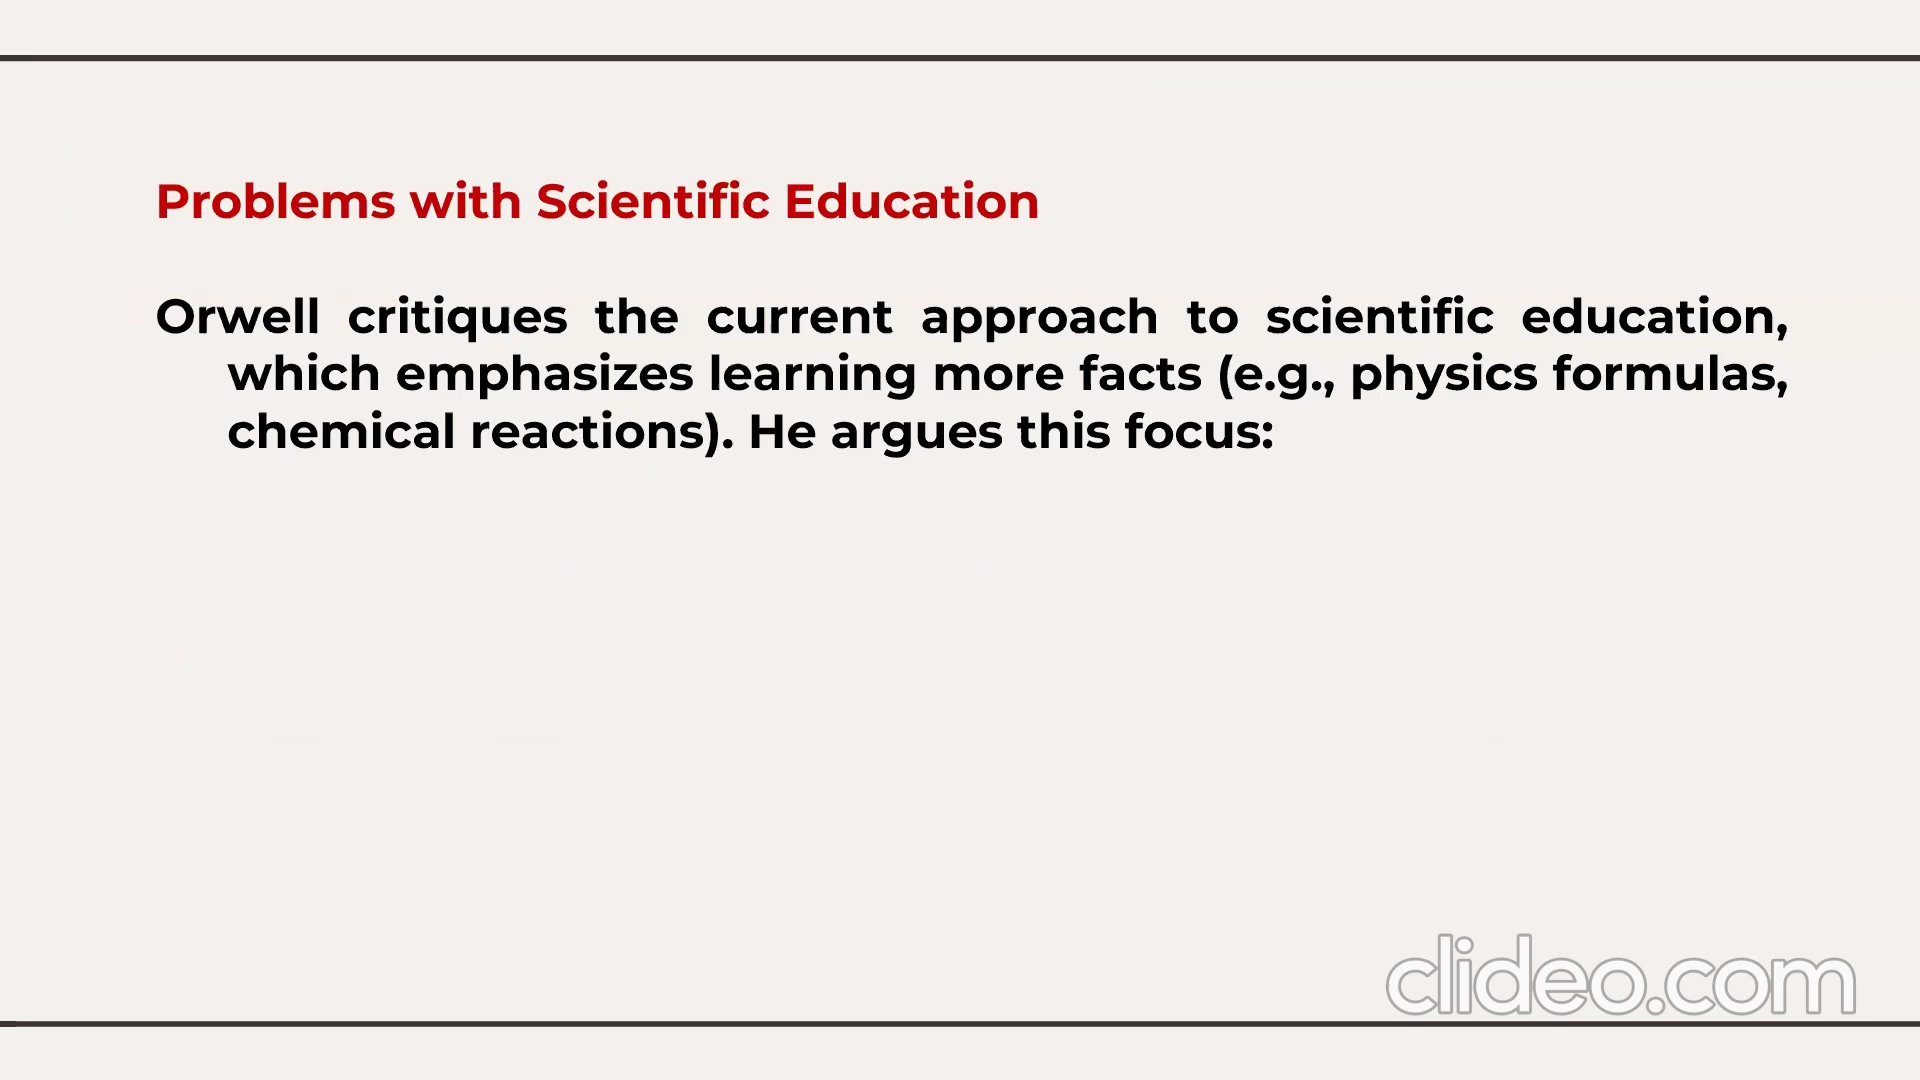 Problems with Scientific Education
Orwell critiques the current approach to scientific education,
which emphasizes learning more facts (e.g., physics formulas,
chemical reactions). He argues this focus:
clideo.com